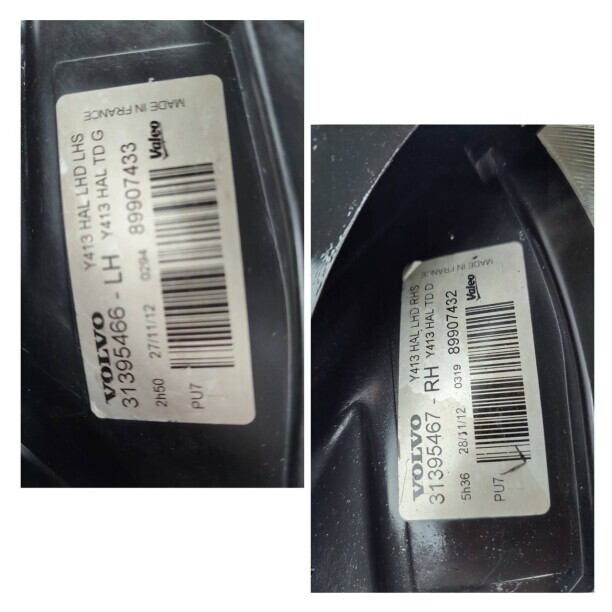 VOLVO
Y413 HAL LHD LHS
31395466 - LH Y413 HAL TD G
2h50 27/11/12 0294 89907433
Valeo
PU7
MADE IN FRANCE
VOLVO
Y413 HAL LHD RHS
31395467 - RH Y413 HAL TD D
5h36 28/11/12 0319 89907432
Valeo
PU7
MADE IN FRANCE